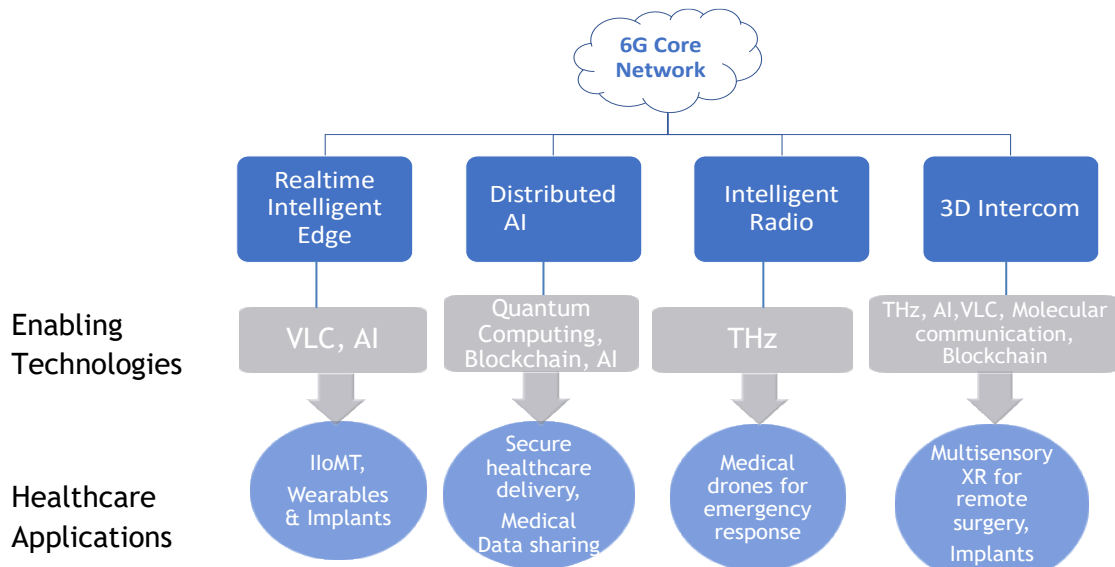 6G Core
Network
Realtime
Intelligent
Edge
Distributed
AI
Intelligent
Radio
3D Intercom
Enabling
Technologies
VLC, AI
Quantum
Computing,
Blockchain, AI
THz
THz, AI,VLC, Molecular
communication,
Blockchain
Healthcare
Applications
IIoMT,
Wearables
& Implants
Secure
healthcare
delivery,
Medical
Data sharing
Medical
drones for
emergency
response
Multisensory
XR for
remote
surgery,
Implants